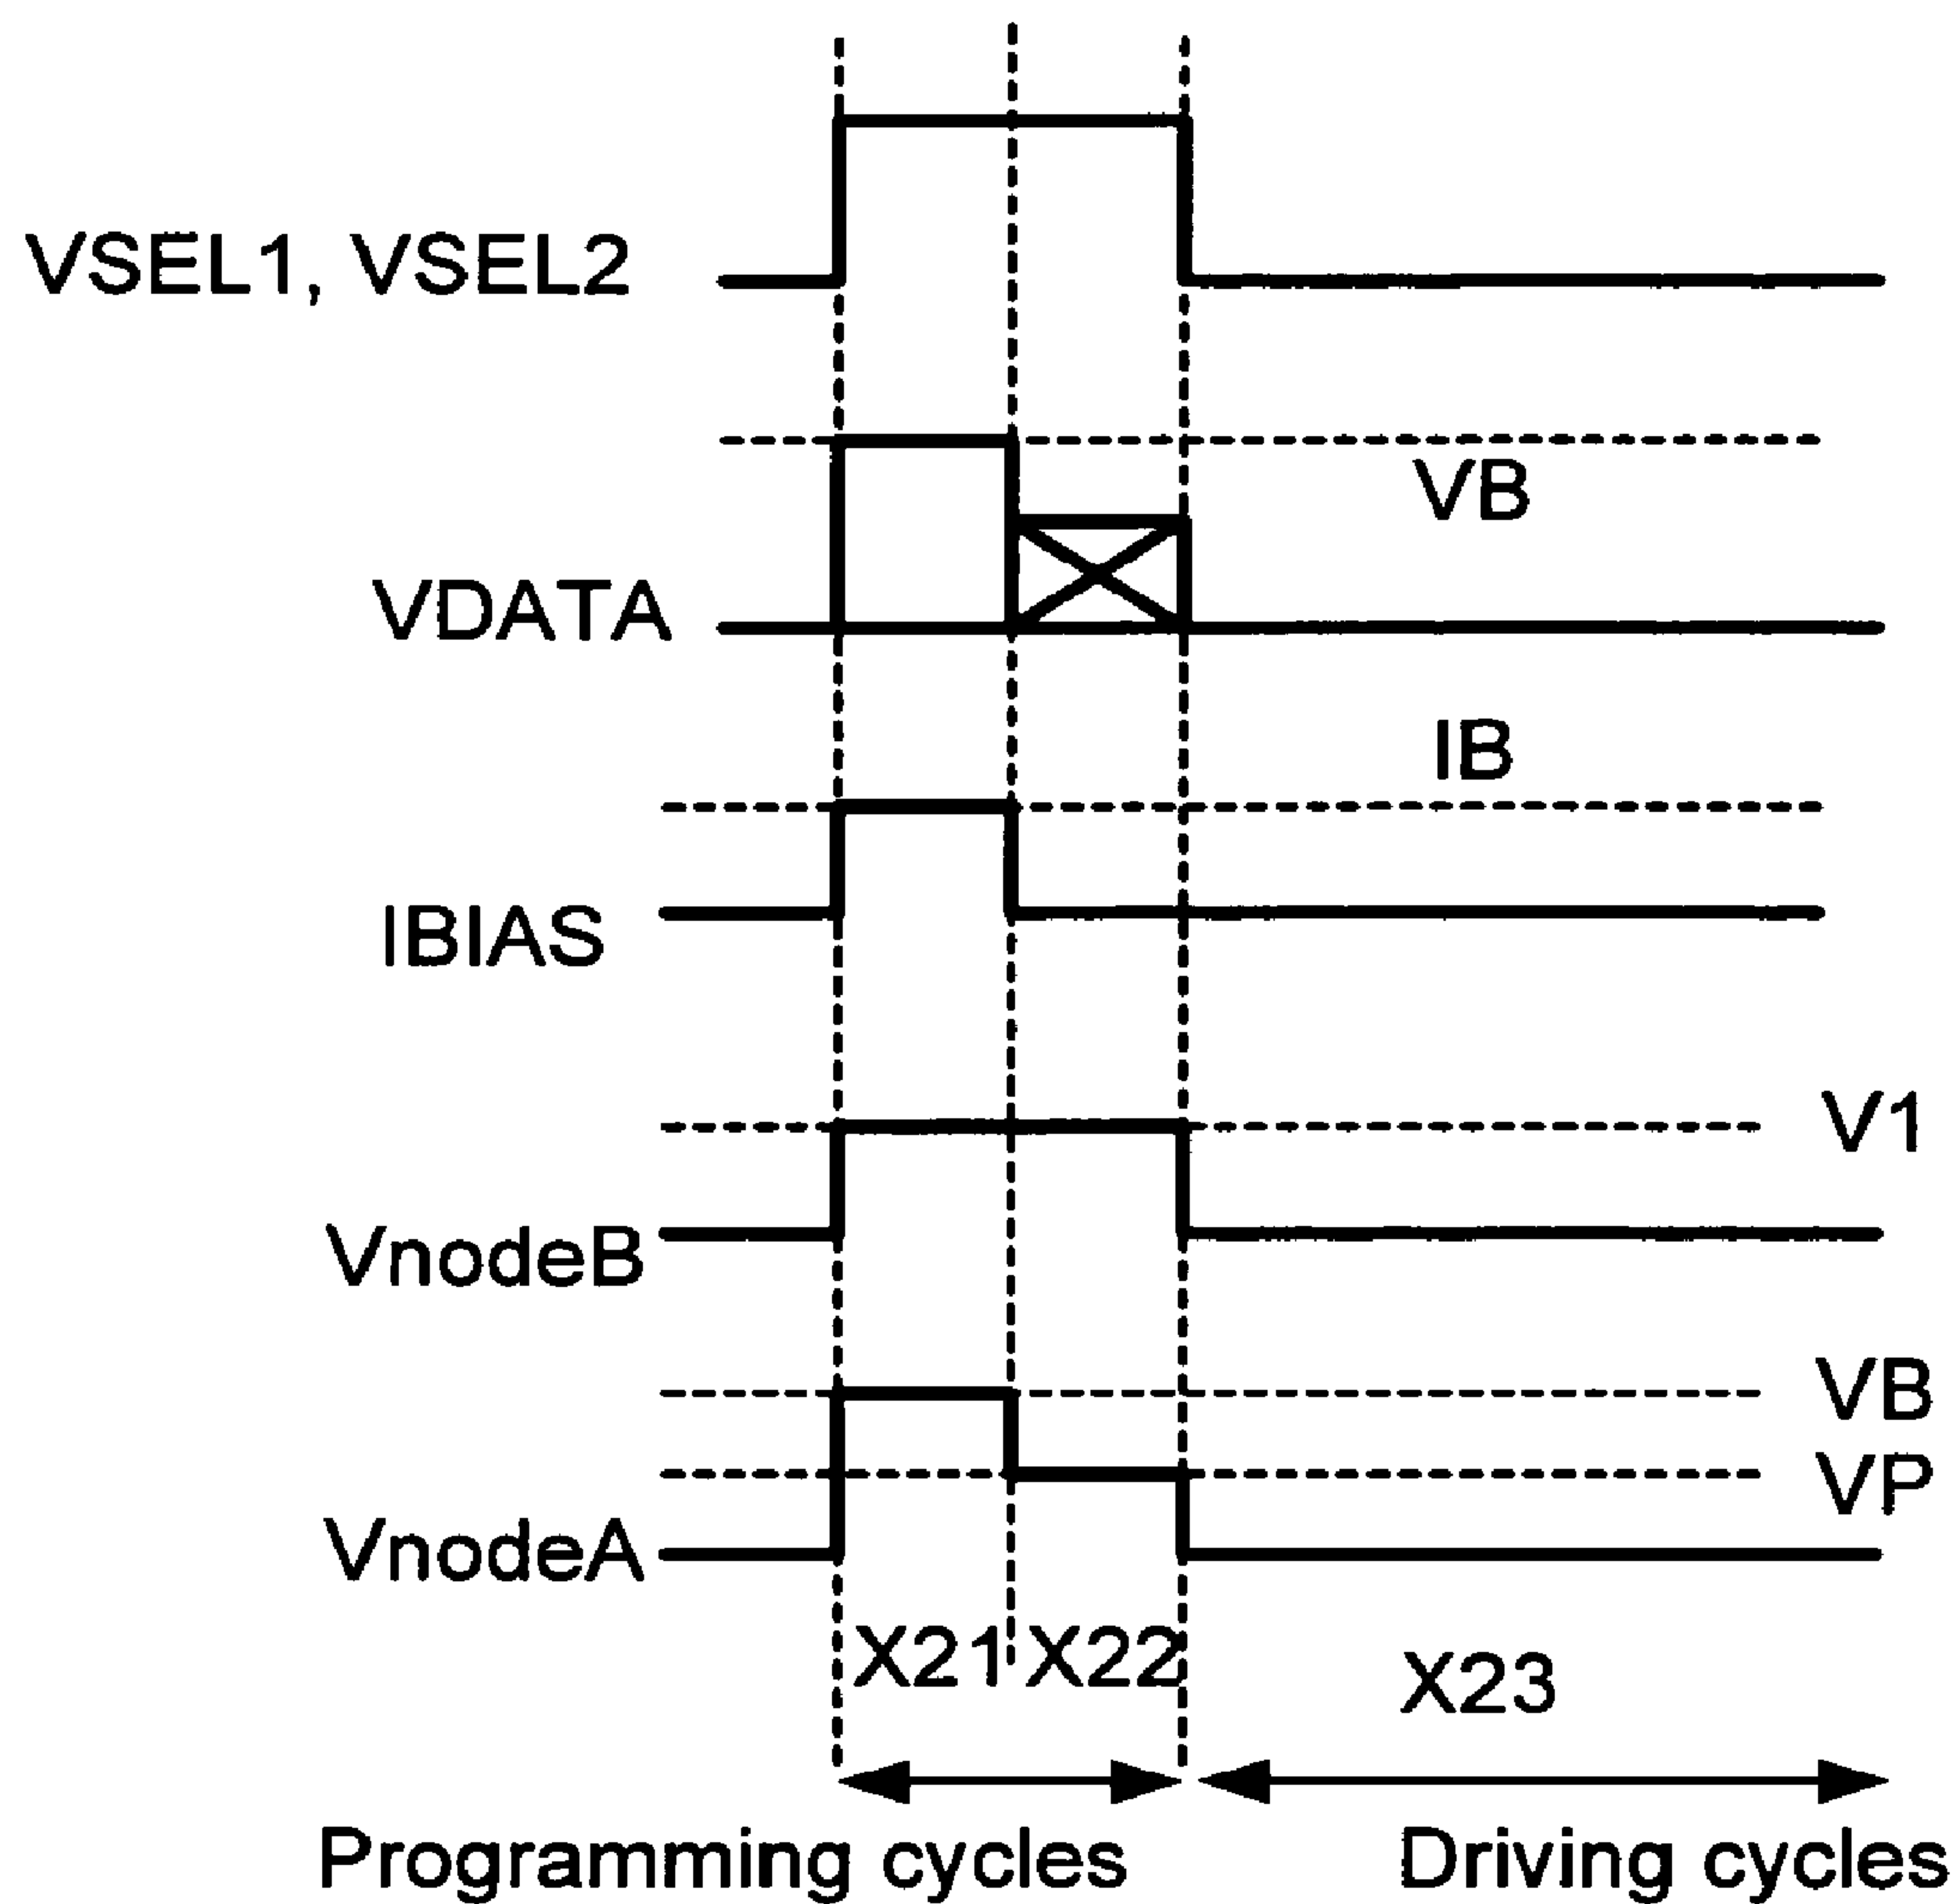 VSEL1, VSEL2
VB
VDATA
IB
IBIAS
V1
VnodeB
VB
VP
VnodeA
X21 X22 X23
Programming cycles Driving cycles